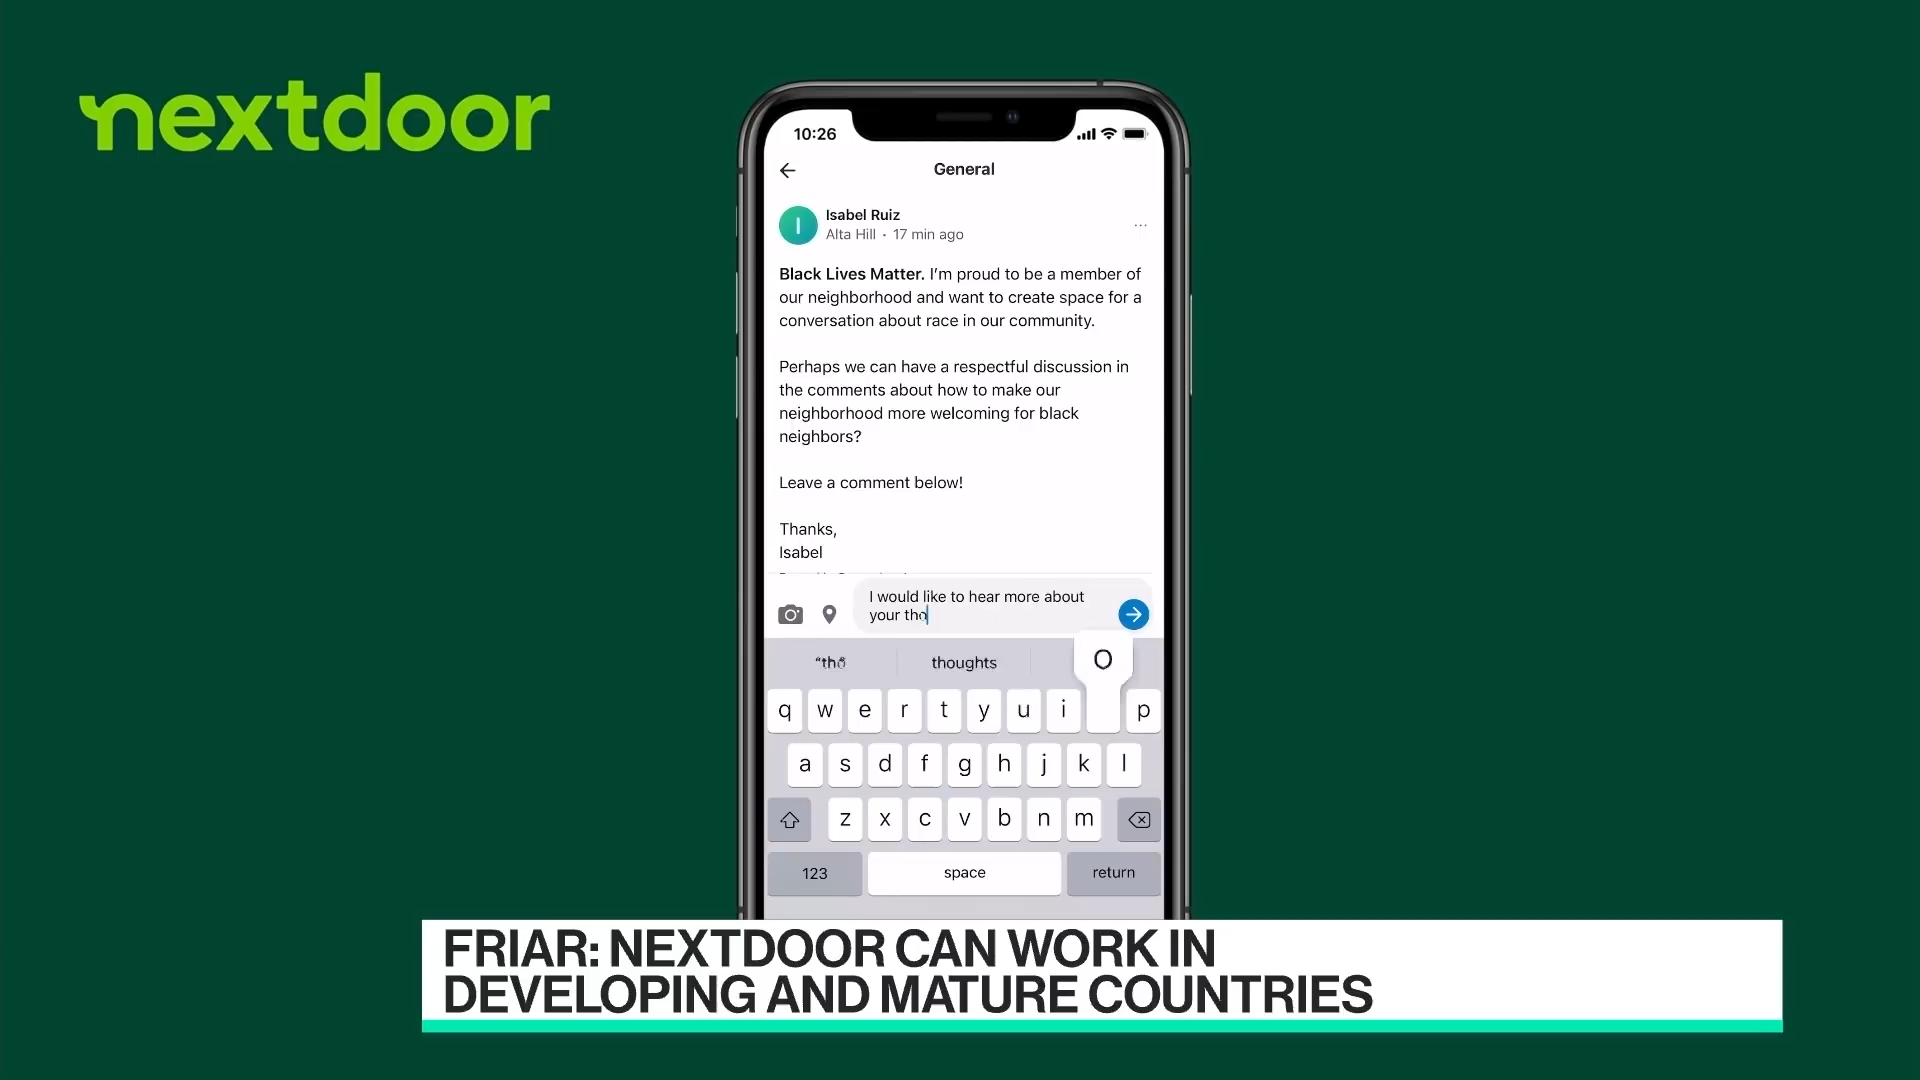 nextdoor
10:26
General
I
Isabel Ruiz
Alta Hill • 17 min ago
...
Black Lives Matter. I'm proud to be a member of
our neighborhood and want to create space for a
conversation about race in our community.
Perhaps we can have a respectful discussion in
the comments about how to make our
neighborhood more welcoming for black
neighbors?
Leave a comment below!
Thanks,
Isabel
I would like to hear more about
your tho
thoughts
O
q w e r t y u i p
a s d f g h j k l
z x c v b n m
123 space return
FRIAR: NEXTDOOR CAN WORK IN
DEVELOPING AND MATURE COUNTRIES